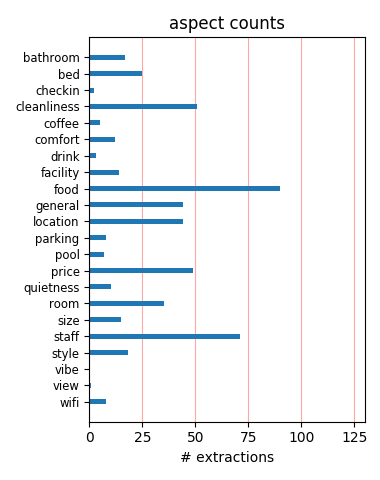 aspect counts
bathroom
bed
checkin
cleanliness
coffee
comfort
drink
facility
food
general
location
parking
pool
price
quietness
room
size
staff
style
vibe
view
wifi
0 25 50 75 100 125
# extractions